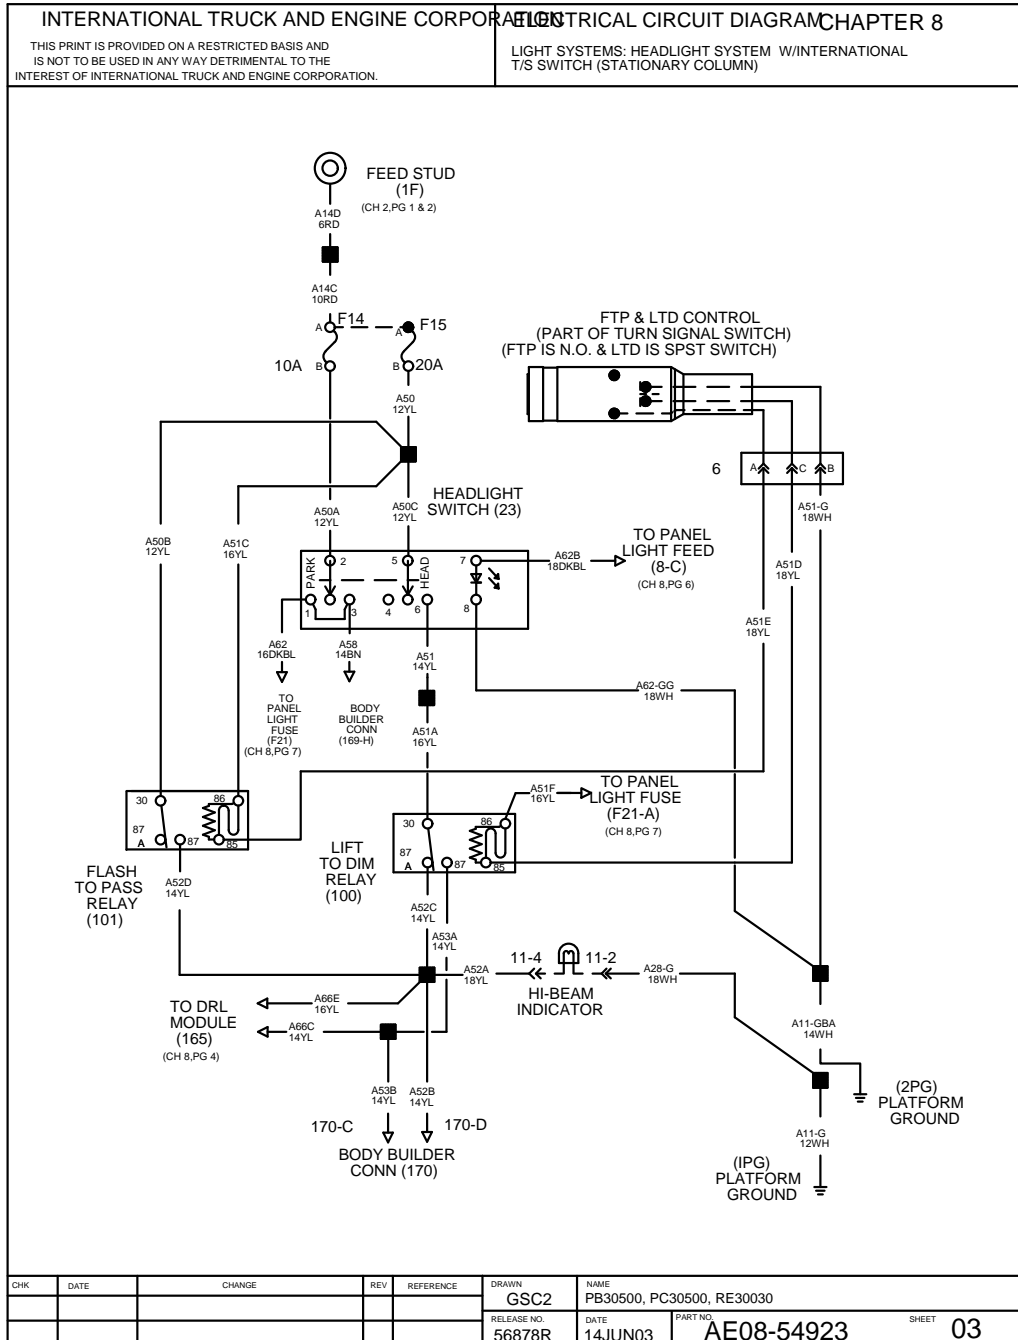 INTERNATIONAL TRUCK AND ENGINE CORPORATION
ELECTRICAL CIRCUIT DIAGRAM
CHAPTER 8
THIS PRINT IS PROVIDED ON A RESTRICTED BASIS AND
IS NOT TO BE USED IN ANY WAY DETRIMENTAL TO THE
INTEREST OF INTERNATIONAL TRUCK AND ENGINE CORPORATION.
LIGHT SYSTEMS: HEADLIGHT SYSTEM W/INTERNATIONAL
T/S SWITCH (STATIONARY COLUMN)
FEED STUD
(1F)
(CH 2,PG 1 & 2)
A14D
6RD
A14C
10RD
A
F14
A
F15
10A
B
B
20A
FTP & LTD CONTROL
(PART OF TURN SIGNAL SWITCH)
(FTP IS N.O. & LTD IS SPST SWITCH)
A50
12YL
6
A
C
B
HEADLIGHT
SWITCH (23)
A50A
12YL
A50C
12YL
A51-G
18WH
A50B
12YL
A51C
16YL
TO PANEL
LIGHT FEED
(8-C)
(CH 8,PG 6)
A62B
18DKBL
A51D
18YL
PARK
2
5
HEAD
7
1
3
4
6
8
A51E
18YL
A62
16DKBL
A58
14BN
A51
14YL
A62-GG
18WH
TO
PANEL
LIGHT
FUSE
(F21)
(CH 8,PG 7)
BODY
BUILDER
CONN
(169-H)
A51A
16YL
A51F
16YL
TO PANEL
LIGHT FUSE
(F21-A)
(CH 8,PG 7)
30
86
87
A
87
85
30
86
87
A
87
85
FLASH
TO PASS
RELAY
(101)
LIFT
TO DIM
RELAY
(100)
A52D
14YL
A52C
14YL
A53A
14YL
A52A
18YL
11-4
11-2
HI-BEAM
INDICATOR
A28-G
18WH
TO DRL
MODULE
(165)
(CH 8,PG 4)
A66E
16YL
A66C
14YL
A11-GBA
14WH
A53B
14YL
A52B
14YL
170-C
170-D
BODY BUILDER
CONN (170)
(2PG)
PLATFORM
GROUND
A11-G
12WH
(IPG)
PLATFORM
GROUND
CHK
DATE
CHANGE
REV
REFERENCE
DRAWN
GSC2
NAME
PB30500, PC30500, RE30030
RELEASE NO.
56878R
DATE
14JUN03
PART NO.
AE08-54923
SHEET
03